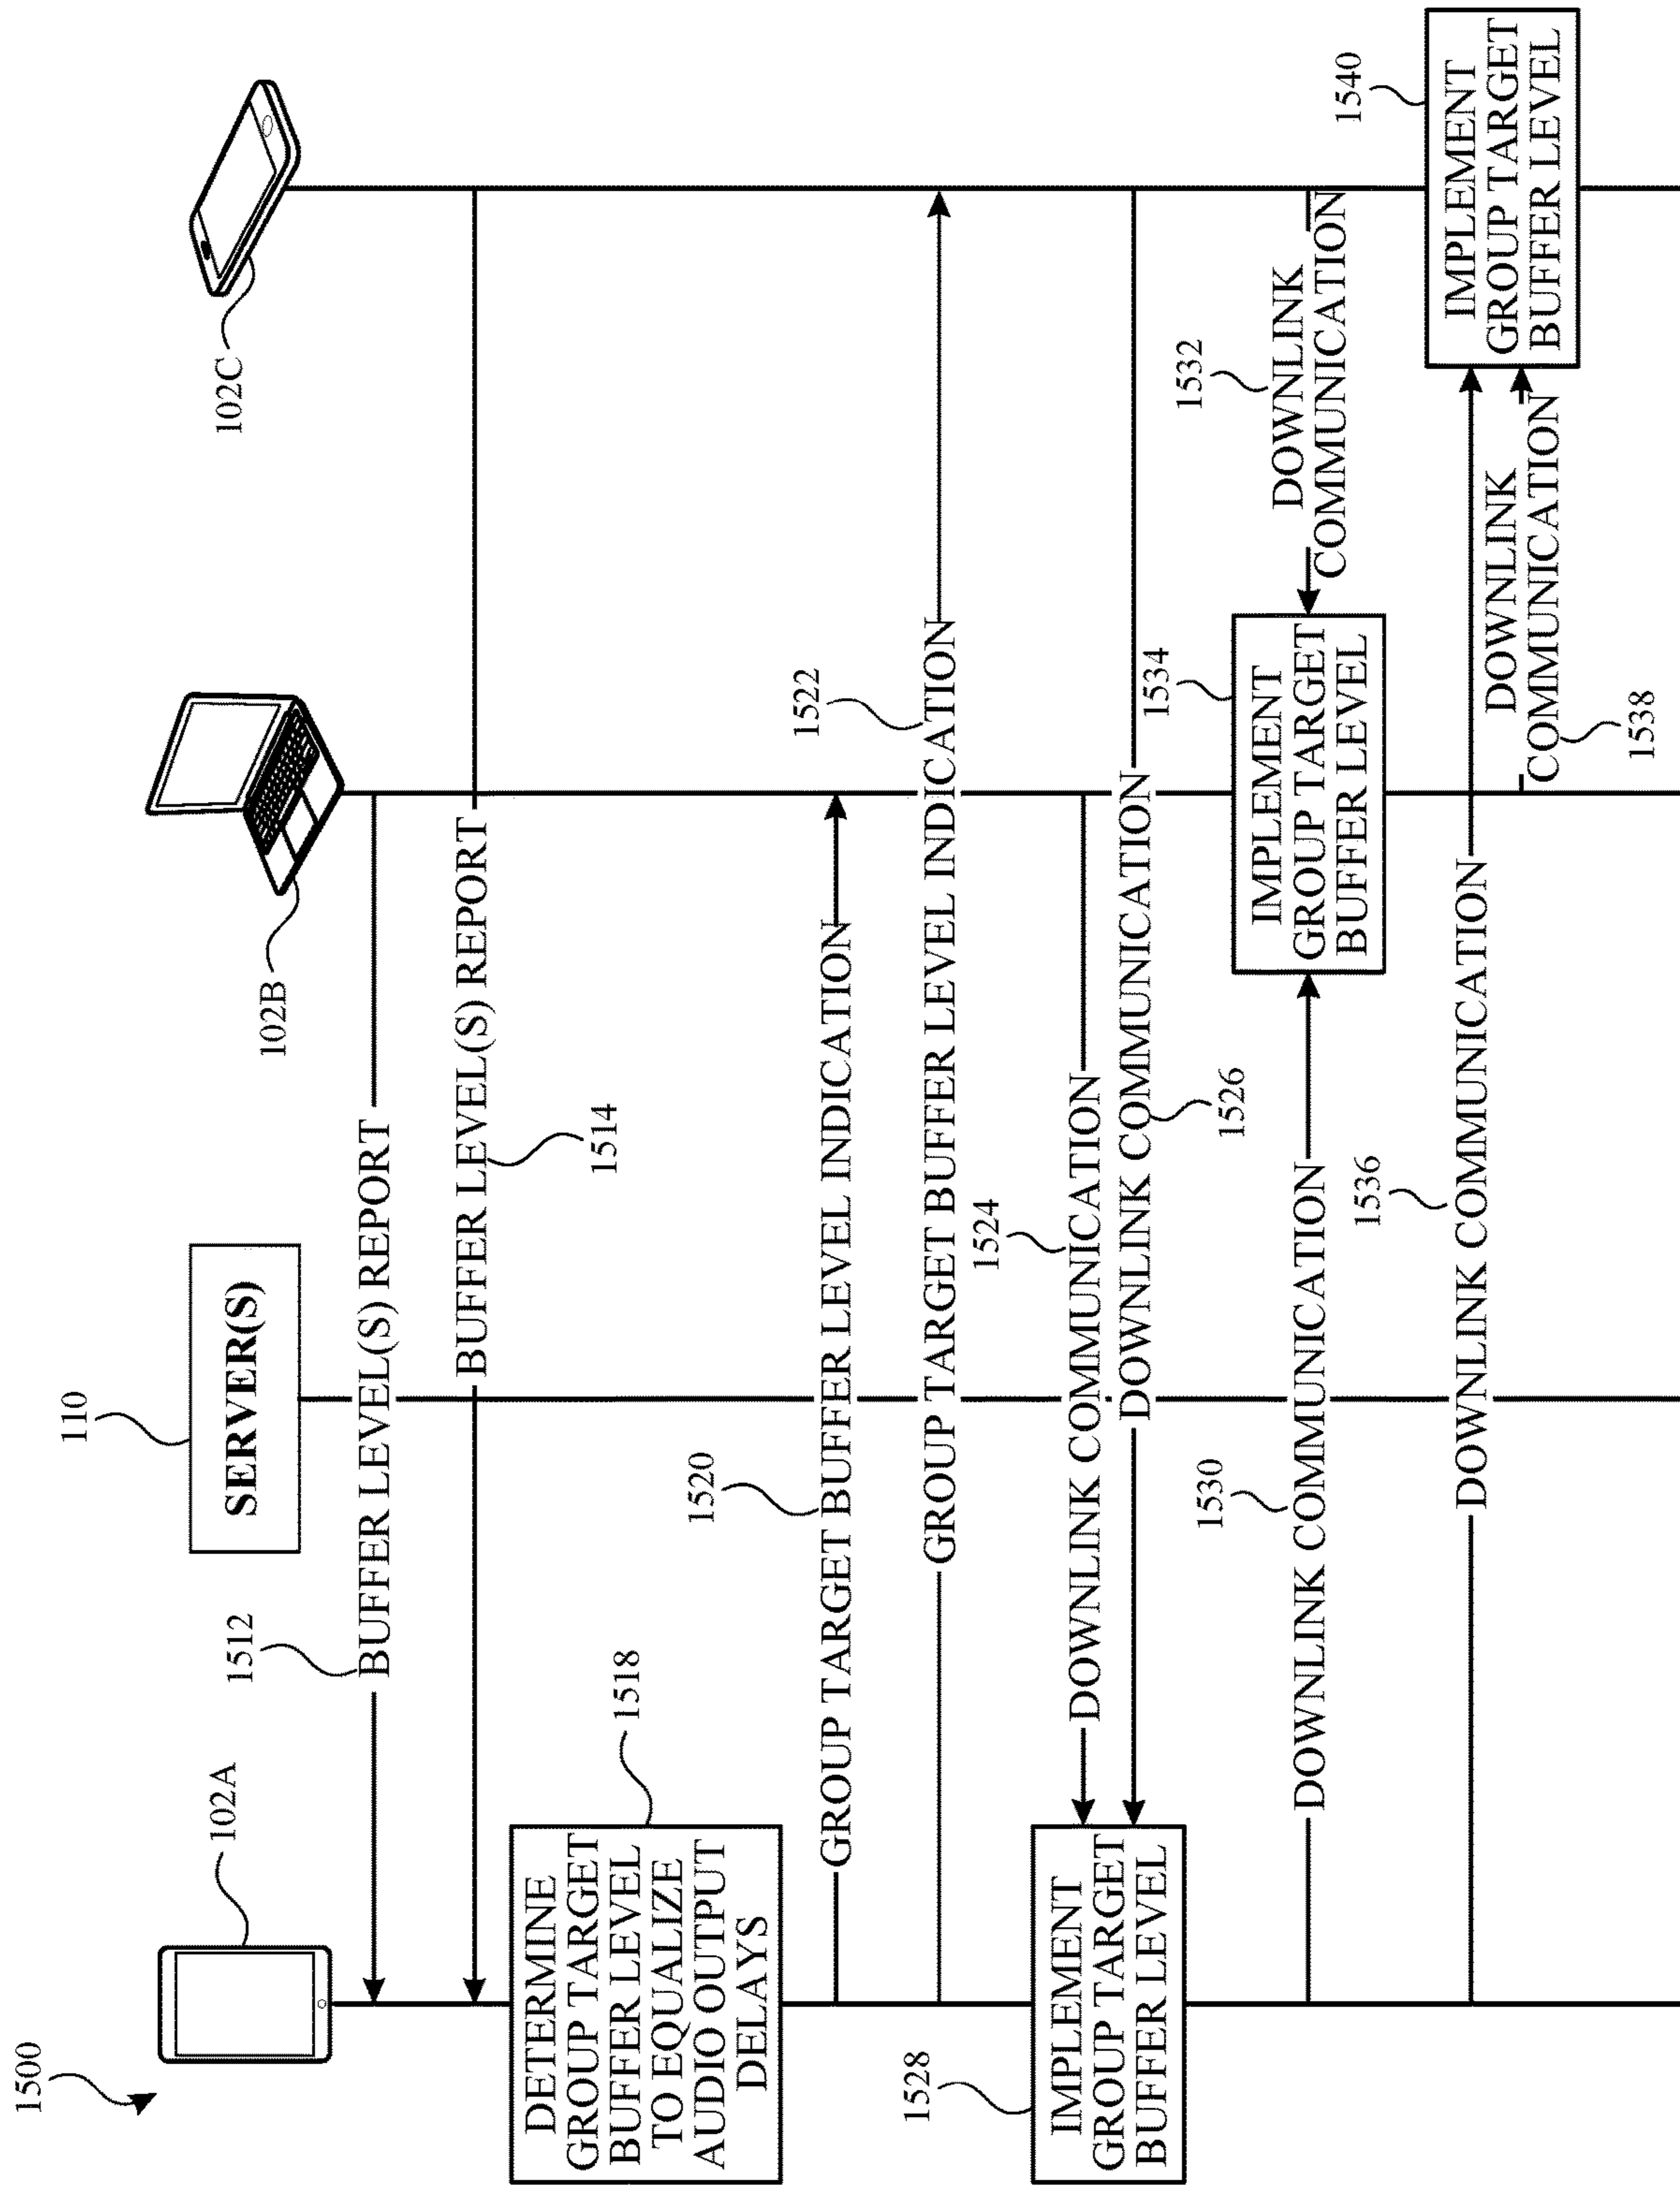 1500
102A
110
SERVER(S)
102B
102C
1512
BUFFER LEVEL(S) REPORT
BUFFER LEVEL(S) REPORT
1514
DETERMINE
GROUP TARGET
BUFFER LEVEL
TO EQUALIZE
AUDIO OUTPUT
DELAYS
1518
1520
GROUP TARGET BUFFER LEVEL INDICATION
1522
GROUP TARGET BUFFER LEVEL INDICATION
1524
DOWNLINK COMMUNICATION
DOWNLINK COMMUNICATION
1526
1528
IMPLEMENT
GROUP TARGET
BUFFER LEVEL
1530
DOWNLINK COMMUNICATION
1534
IMPLEMENT
GROUP TARGET
BUFFER LEVEL
1532
DOWNLINK
COMMUNICATION
1536
DOWNLINK COMMUNICATION
DOWNLINK
COMMUNICATION
1538
1540
IMPLEMENT
GROUP TARGET
BUFFER LEVEL